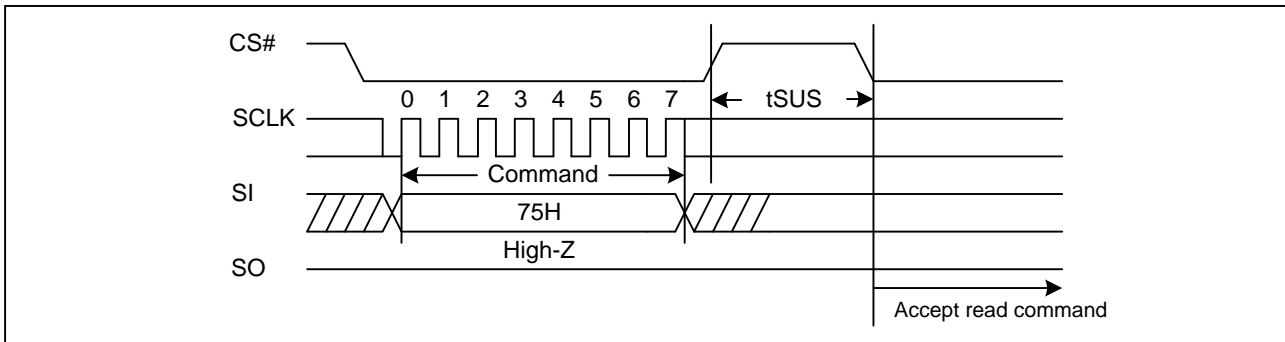 CS#
tSUS
0 1 2 3 4 5 6 7
SCLK
Command
SI
75H
High-Z
SO
Accept read command